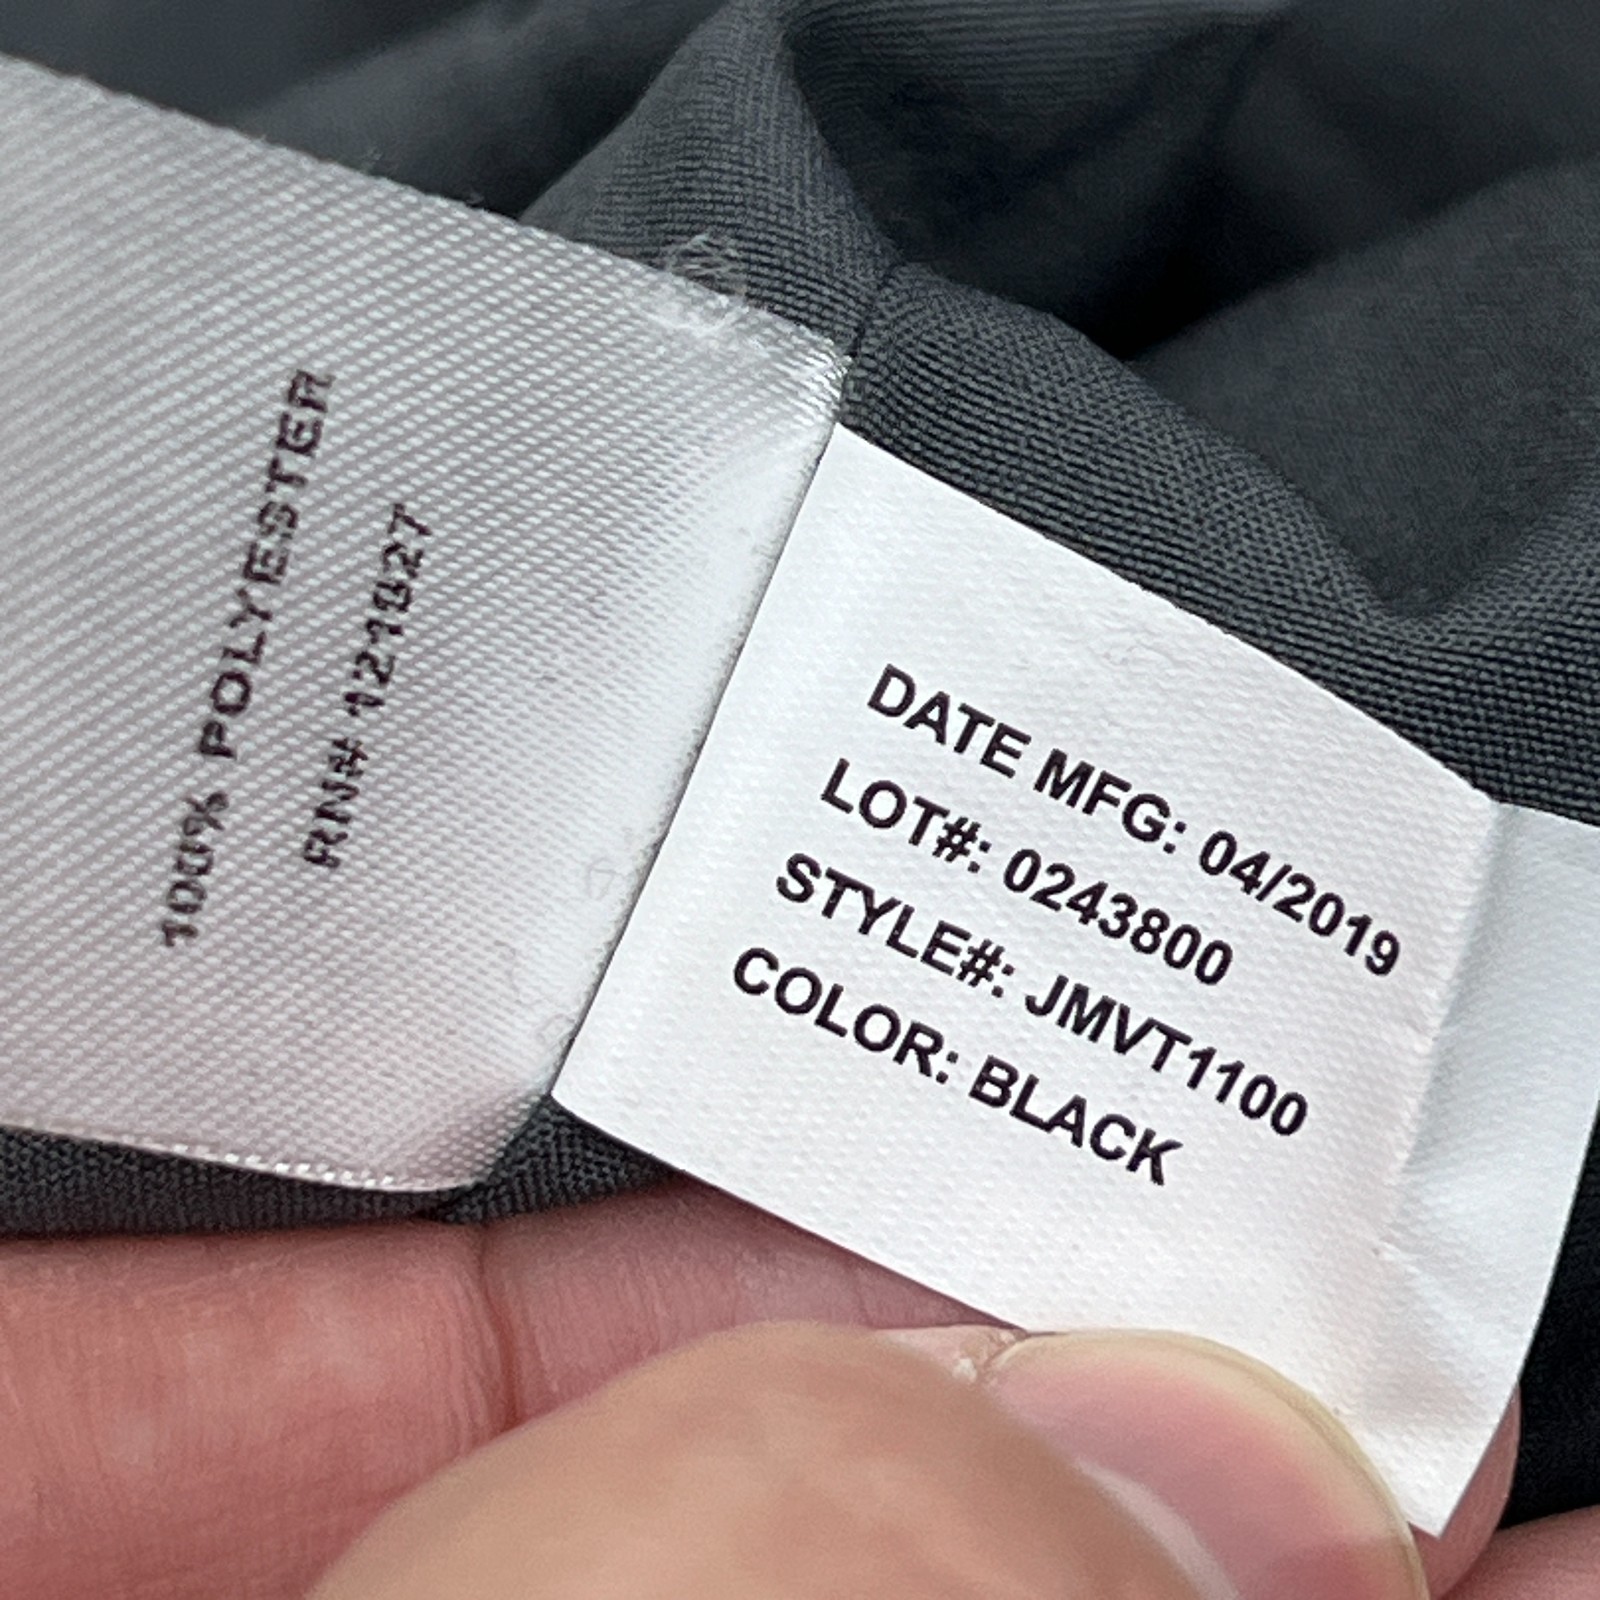 100% POLYESTER
RN# 121827
DATE MFG: 04/2019
LOT#: 0243800
STYLE#: JMVT1100
COLOR: BLACK